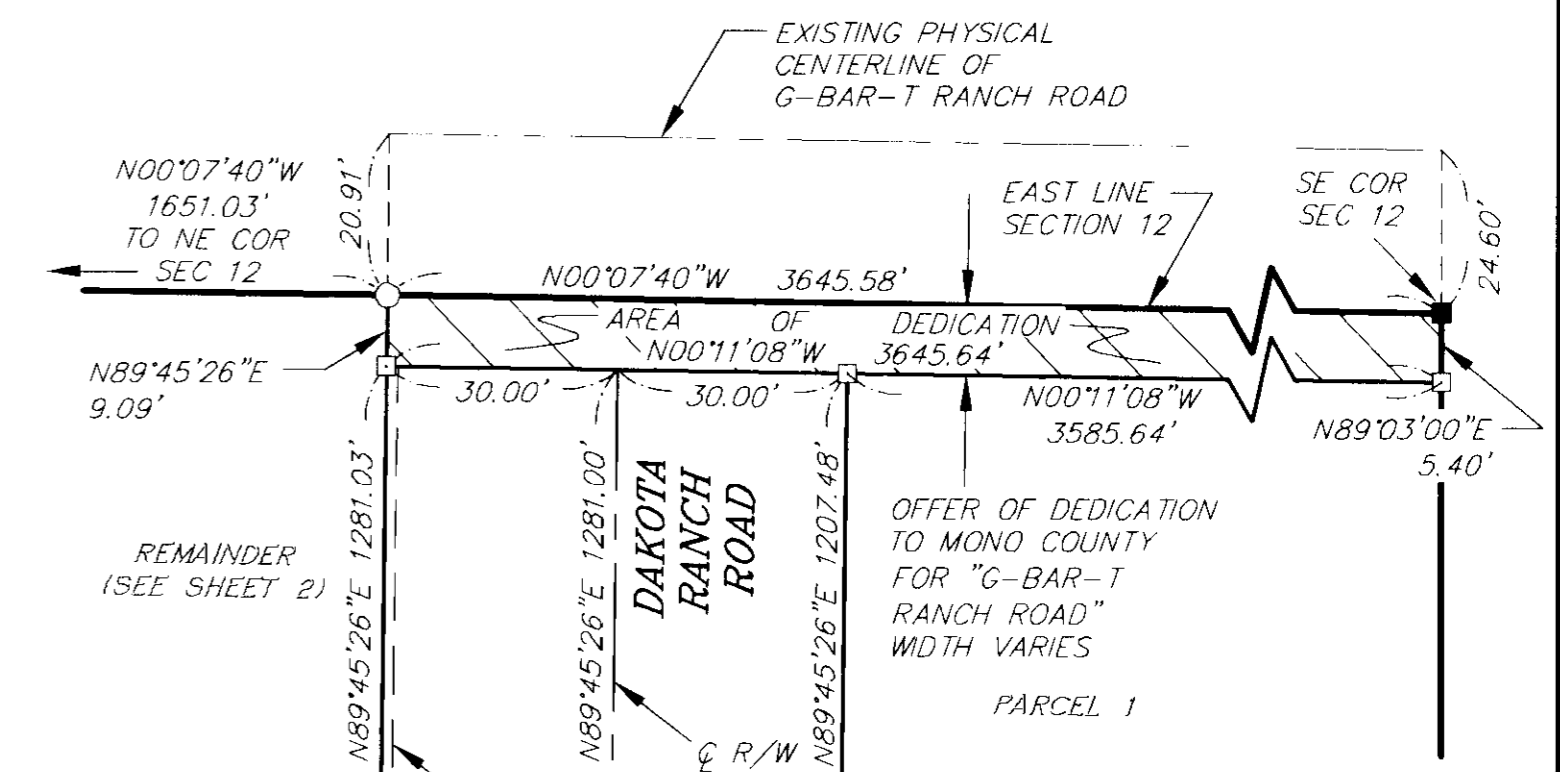 EXISTING PHYSICAL
CENTERLINE OF
G-BAR-T RANCH ROAD
N00°07'40"W
1651.03'
TO NE COR
SEC 12
20.91'
EAST LINE
SECTION 12
SE COR
SEC 12
24.60'
N00°07'40"W 3645.58'
AREA OF DEDICATION
N00°11'08"W 3645.64'
N89°45'26"E
9.09'
30.00'
30.00'
N00°11'08"W
3585.64'
N89°03'00"E
5.40'
N89°45'26"E 1281.03'
N89°45'26"E 1281.00'
DAKOTA
RANCH
ROAD
N89°45'26"E 1207.48'
OFFER OF DEDICATION
TO MONO COUNTY
FOR "G-BAR-T
RANCH ROAD"
WIDTH VARIES
REMAINDER
(SEE SHEET 2)
PARCEL 1
℄ R/W